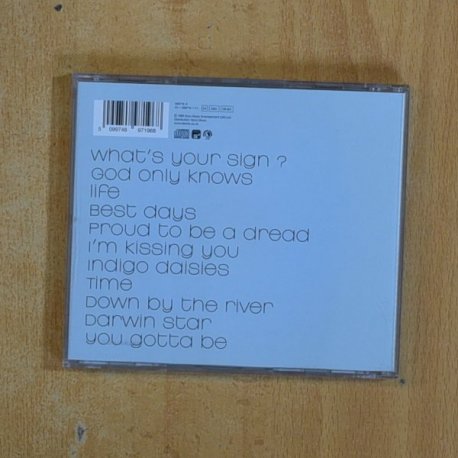 what's your sign ?
god only knows
life
Best days
Proud to be a dread
I'm kissing you
indigo daisies
Time
Down by the river
Darwin star
you gotta be